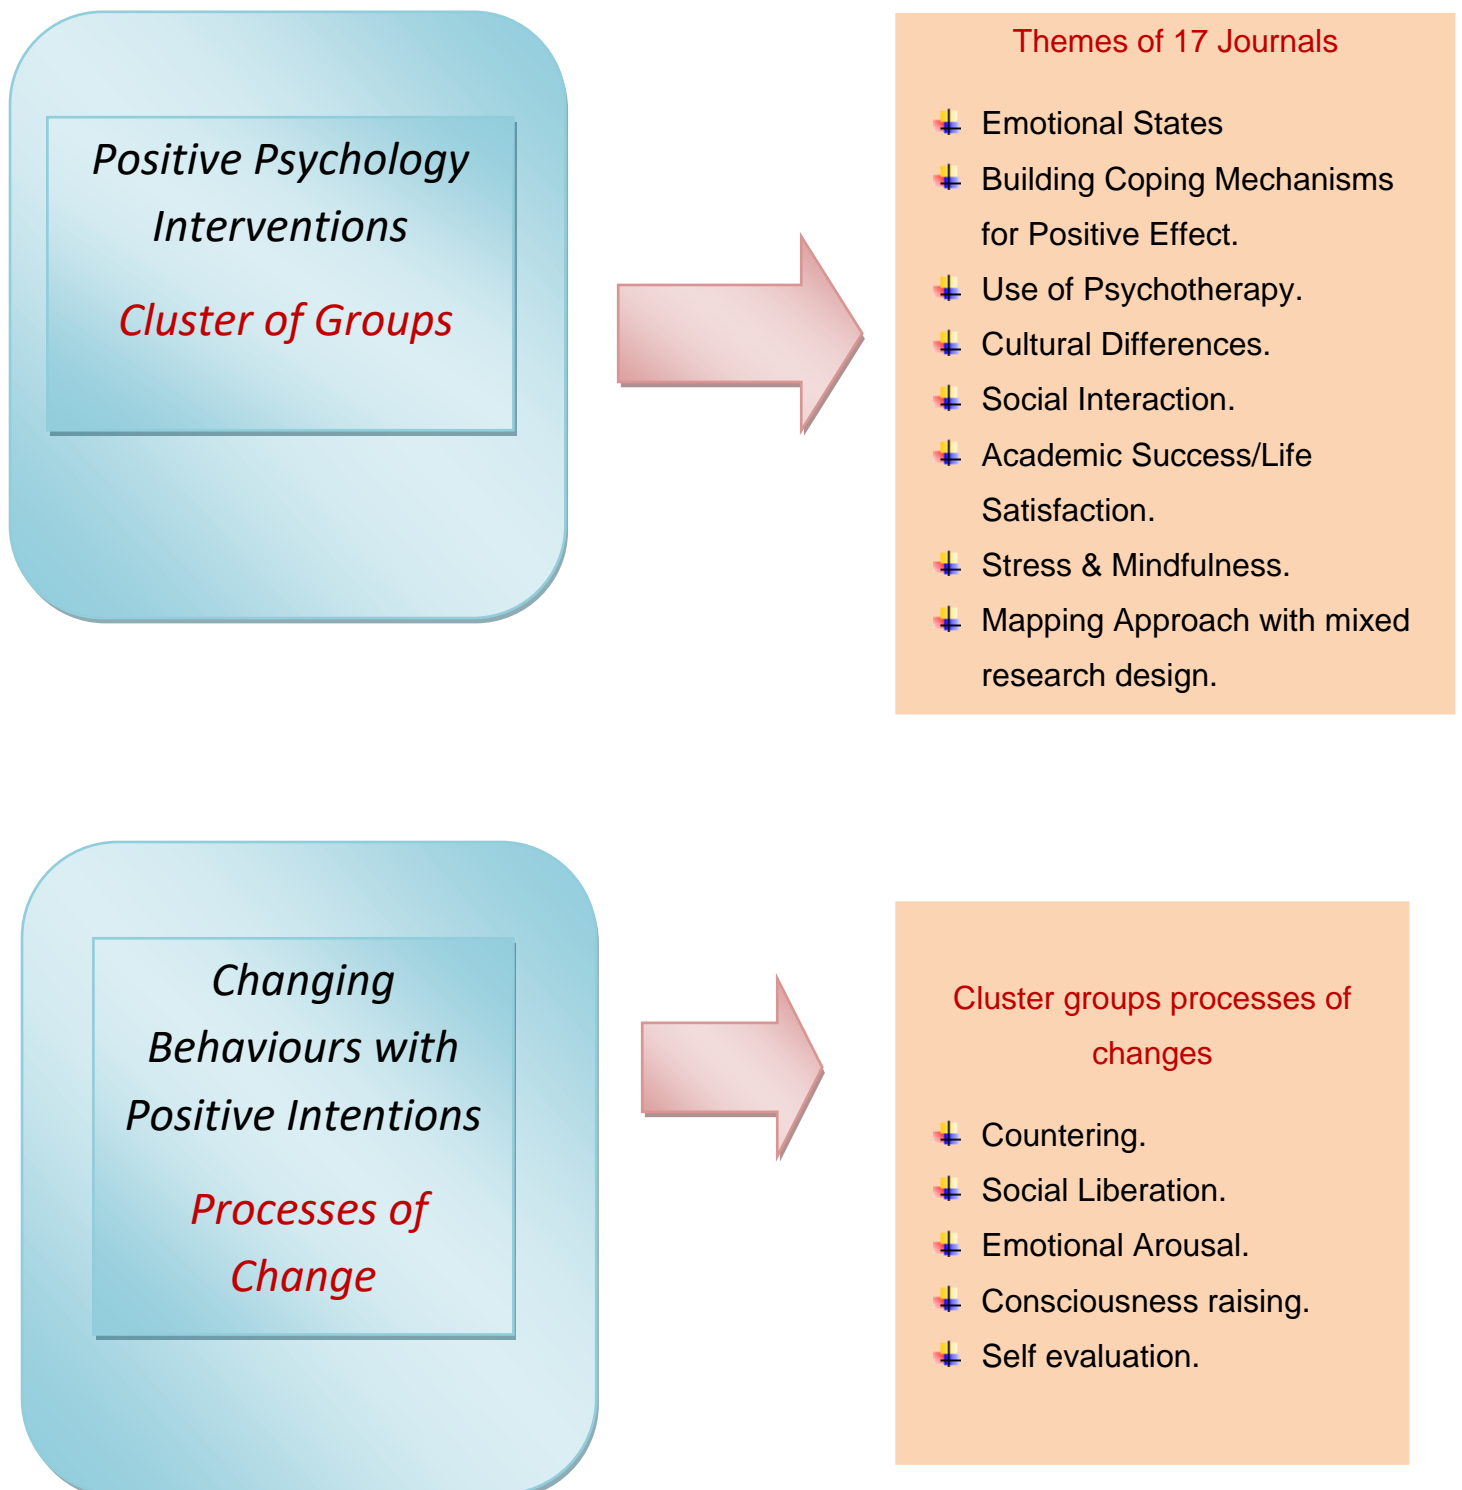 Positive Psychology
Interventions
Cluster of Groups
Themes of 17 Journals
Emotional States
Building Coping Mechanisms
for Positive Effect.
Use of Psychotherapy.
Cultural Differences.
Social Interaction.
Academic Success/Life
Satisfaction.
Stress & Mindfulness.
Mapping Approach with mixed
research design.
Changing
Behaviours with
Positive Intentions
Processes of
Change
Cluster groups processes of
changes
Countering.
Social Liberation.
Emotional Arousal.
Consciousness raising.
Self evaluation.